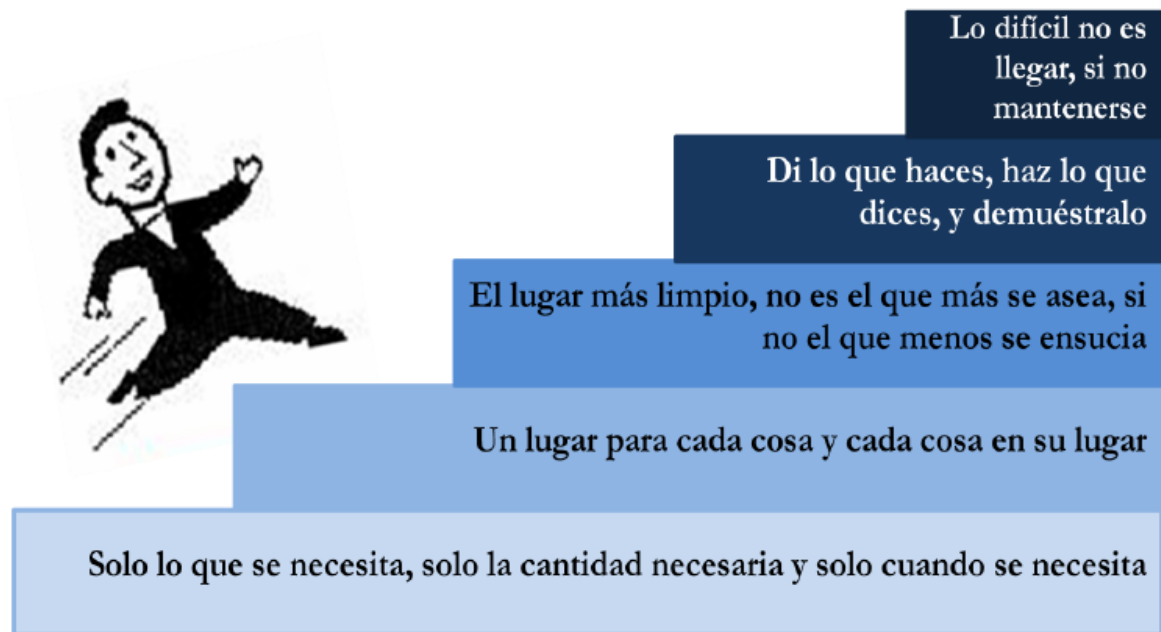 Lo difícil no es
llegar, si no
mantenerse
Di lo que haces, haz lo que
dices, y demuéstralo
El lugar más limpio, no es el que más se asea, si
no el que menos se ensucia
Un lugar para cada cosa y cada cosa en su lugar
Solo lo que se necesita, solo la cantidad necesaria y solo cuando se necesita